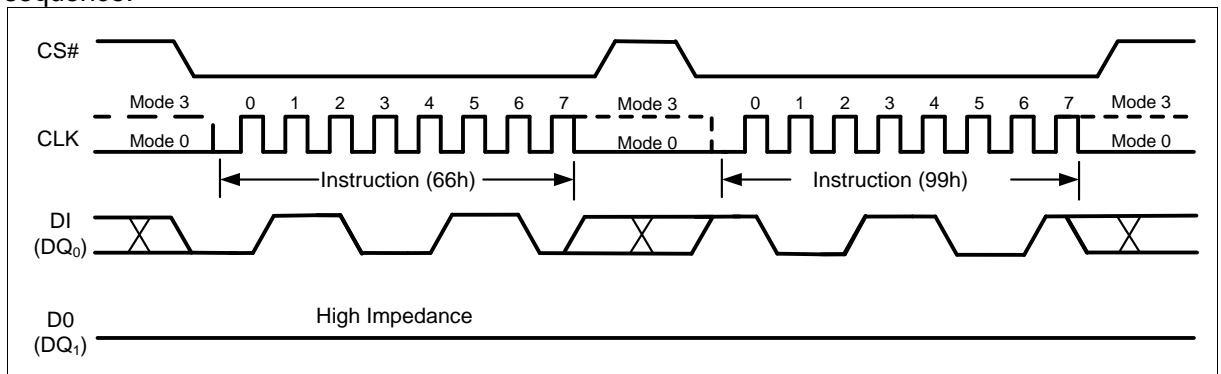 CS#
Mode 3 0 1 2 3 4 5 6 7 Mode 3 0 1 2 3 4 5 6 7 Mode 3
CLK Mode 0 Mode 0 Mode 0
Instruction (66h) Instruction (99h)
DI
(DQ0)
High Impedance
D0
(DQ1)